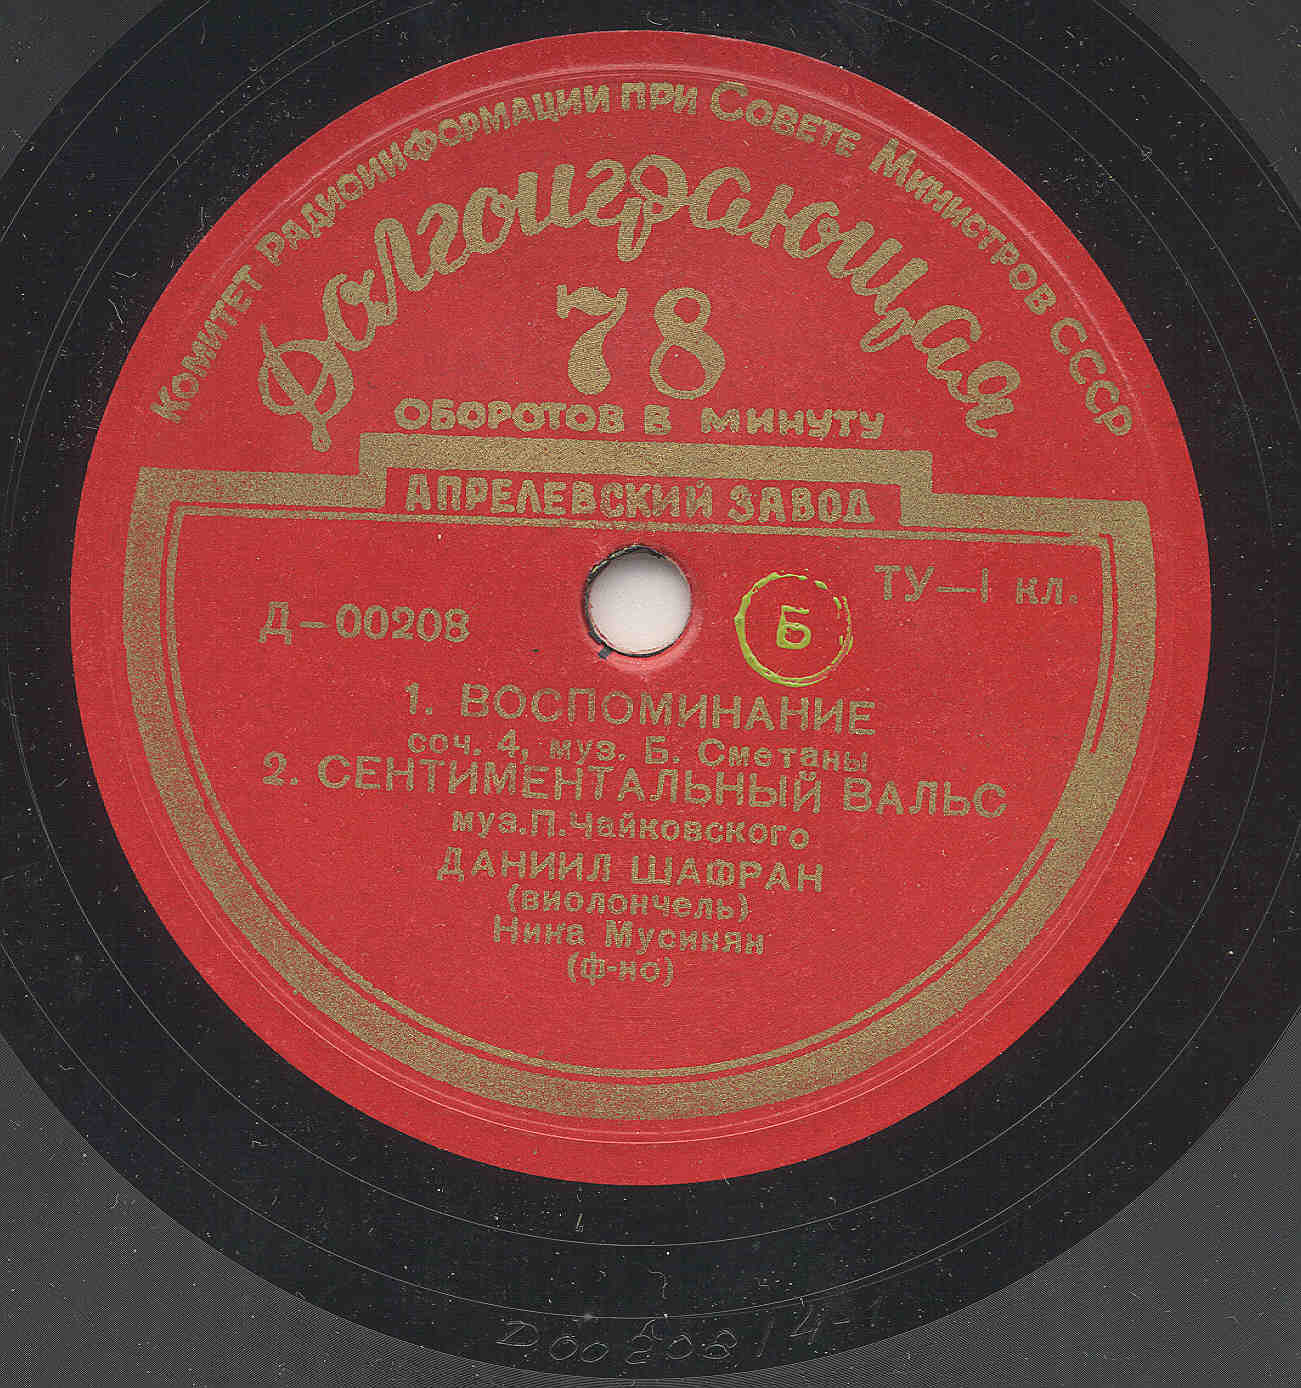 Комитет радиоинформации при Совете Министров СССР
Долгоиграющая
78
оборотов в минуту
АПРЕЛЕВСКИЙ ЗАВОД
ТУ—I кл.
Д—00208
Б
1. ВОСПОМИНАНИЕ
соч. 4, муз. Б. Сметаны
2. СЕНТИМЕНТАЛЬНЫЙ ВАЛЬС
муз.П.Чайковского
ДАНИИЛ ШАФРАН
(виолончель)
Нина Мусинян
(ф-но)